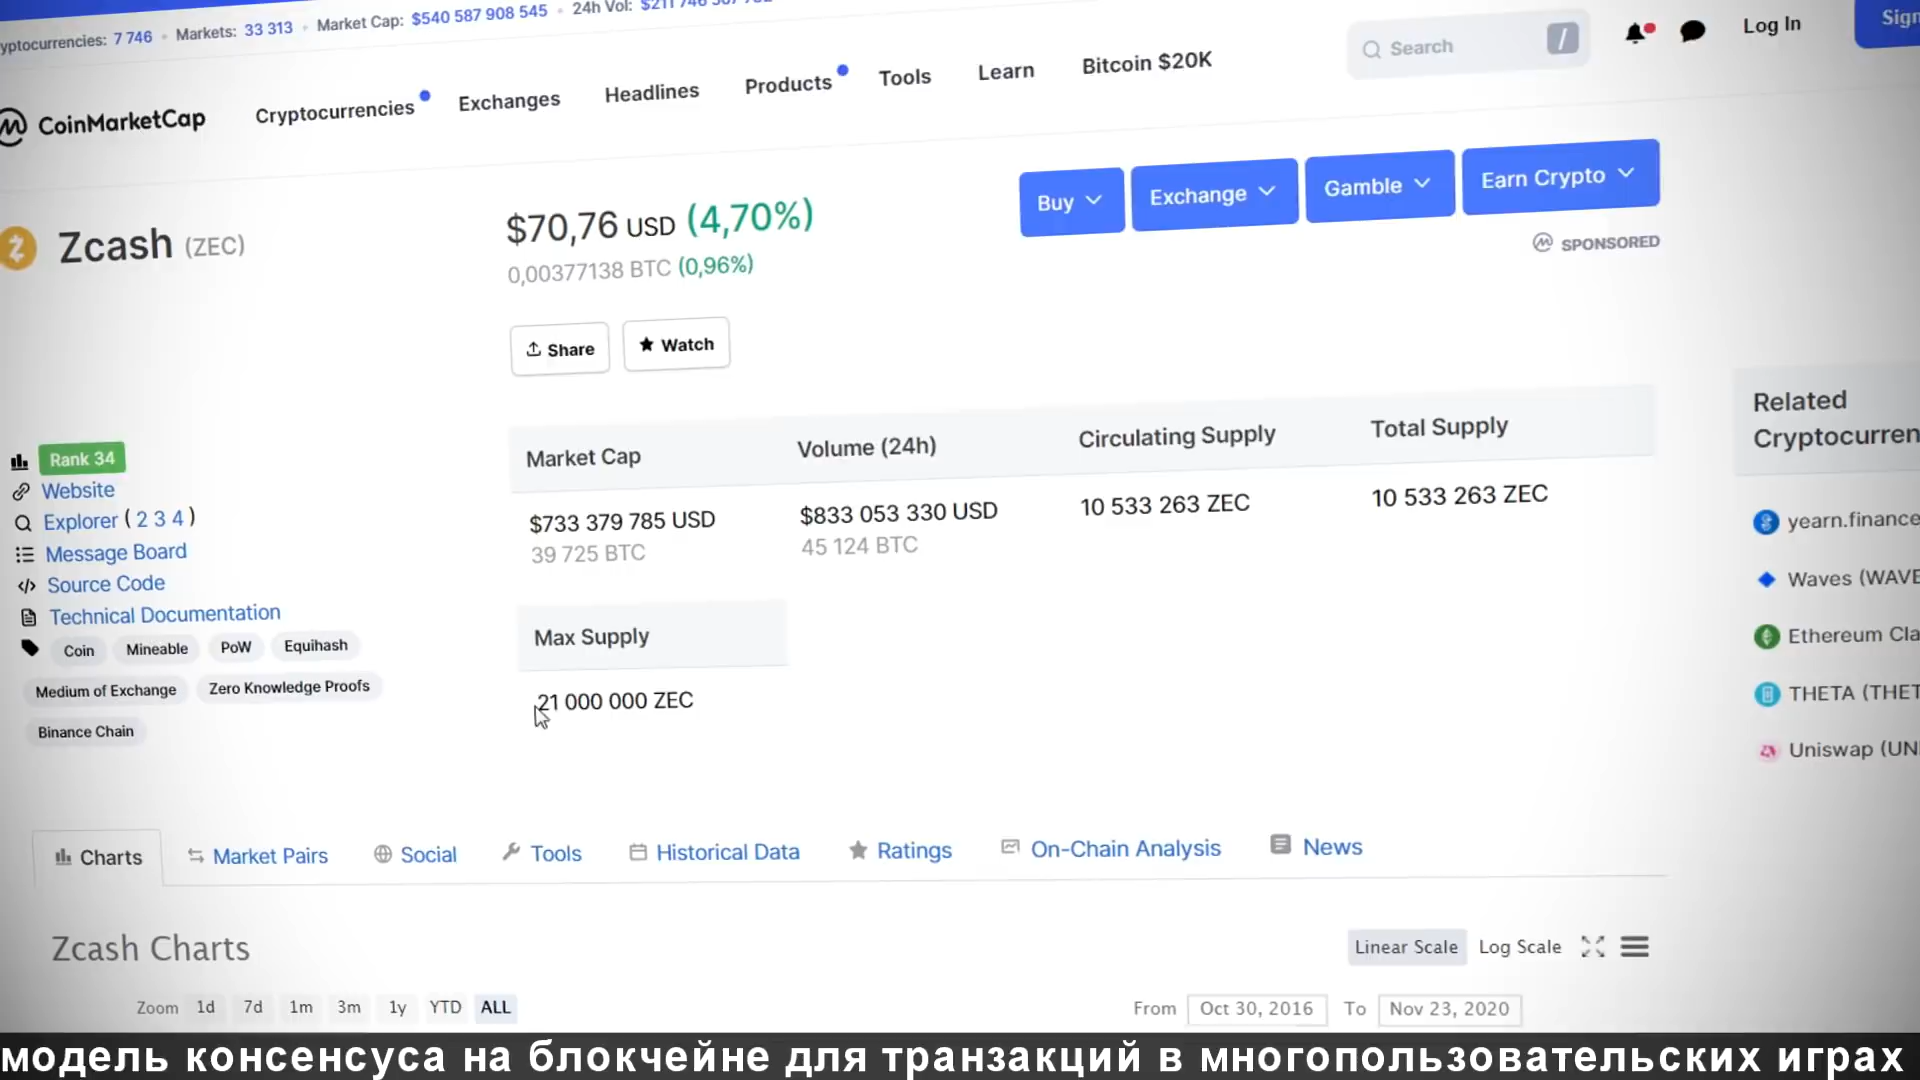 Cryptocurrencies: 7 746 • Markets: 33 313 • Market Cap: $540 587 908 545 • 24h Vol:
CoinMarketCap Cryptocurrencies Exchanges Headlines Products Tools Learn Bitcoin $20K Search / Log In
Buy Exchange Gamble Earn Crypto
SPONSORED
Zcash (ZEC)
$70,76 USD (4,70%)
0,00377138 BTC (0,96%)
Share Watch
Rank 34
Website
Explorer ( 2 3 4 )
Message Board
Source Code
Technical Documentation
Coin Mineable PoW Equihash
Medium of Exchange Zero Knowledge Proofs
Binance Chain
Market Cap Volume (24h) Circulating Supply Total Supply
$733 379 785 USD $833 053 330 USD 10 533 263 ZEC 10 533 263 ZEC
39 725 BTC 45 124 BTC
Max Supply
21 000 000 ZEC
Related
yearn.finance
Waves (WAVE
Ethereum Cla
THETA (THET
Uniswap (UN
Charts Market Pairs Social Tools Historical Data Ratings On-Chain Analysis News
Zcash Charts
Linear Scale Log Scale
Zoom 1d 7d 1m 3m 1y YTD ALL
From Oct 30, 2016 To Nov 23, 2020
модель консенсуса на блокчейне для транзакций в многопользовательских играх